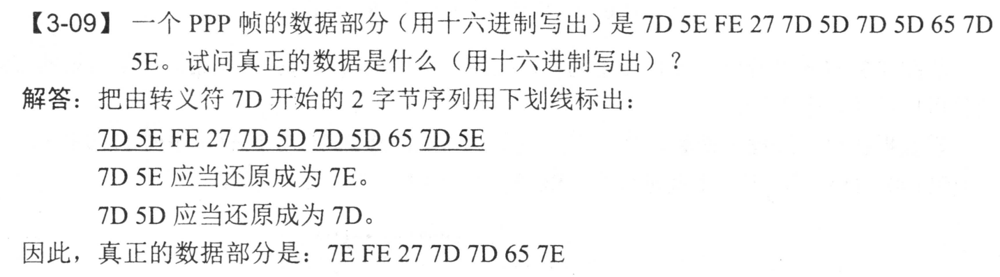 【3-09】 一个 PPP 帧的数据部分（用十六进制写出）是 7D 5E FE 27 7D 5D 7D 5D 65 7D
5E。试问真正的数据是什么（用十六进制写出）？
解答：把由转义符 7D 开始的 2 字节序列用下划线标出：
7D 5E FE 27 7D 5D 7D 5D 65 7D 5E
7D 5E 应当还原成为 7E。
7D 5D 应当还原成为 7D。
因此，真正的数据部分是：7E FE 27 7D 7D 65 7E